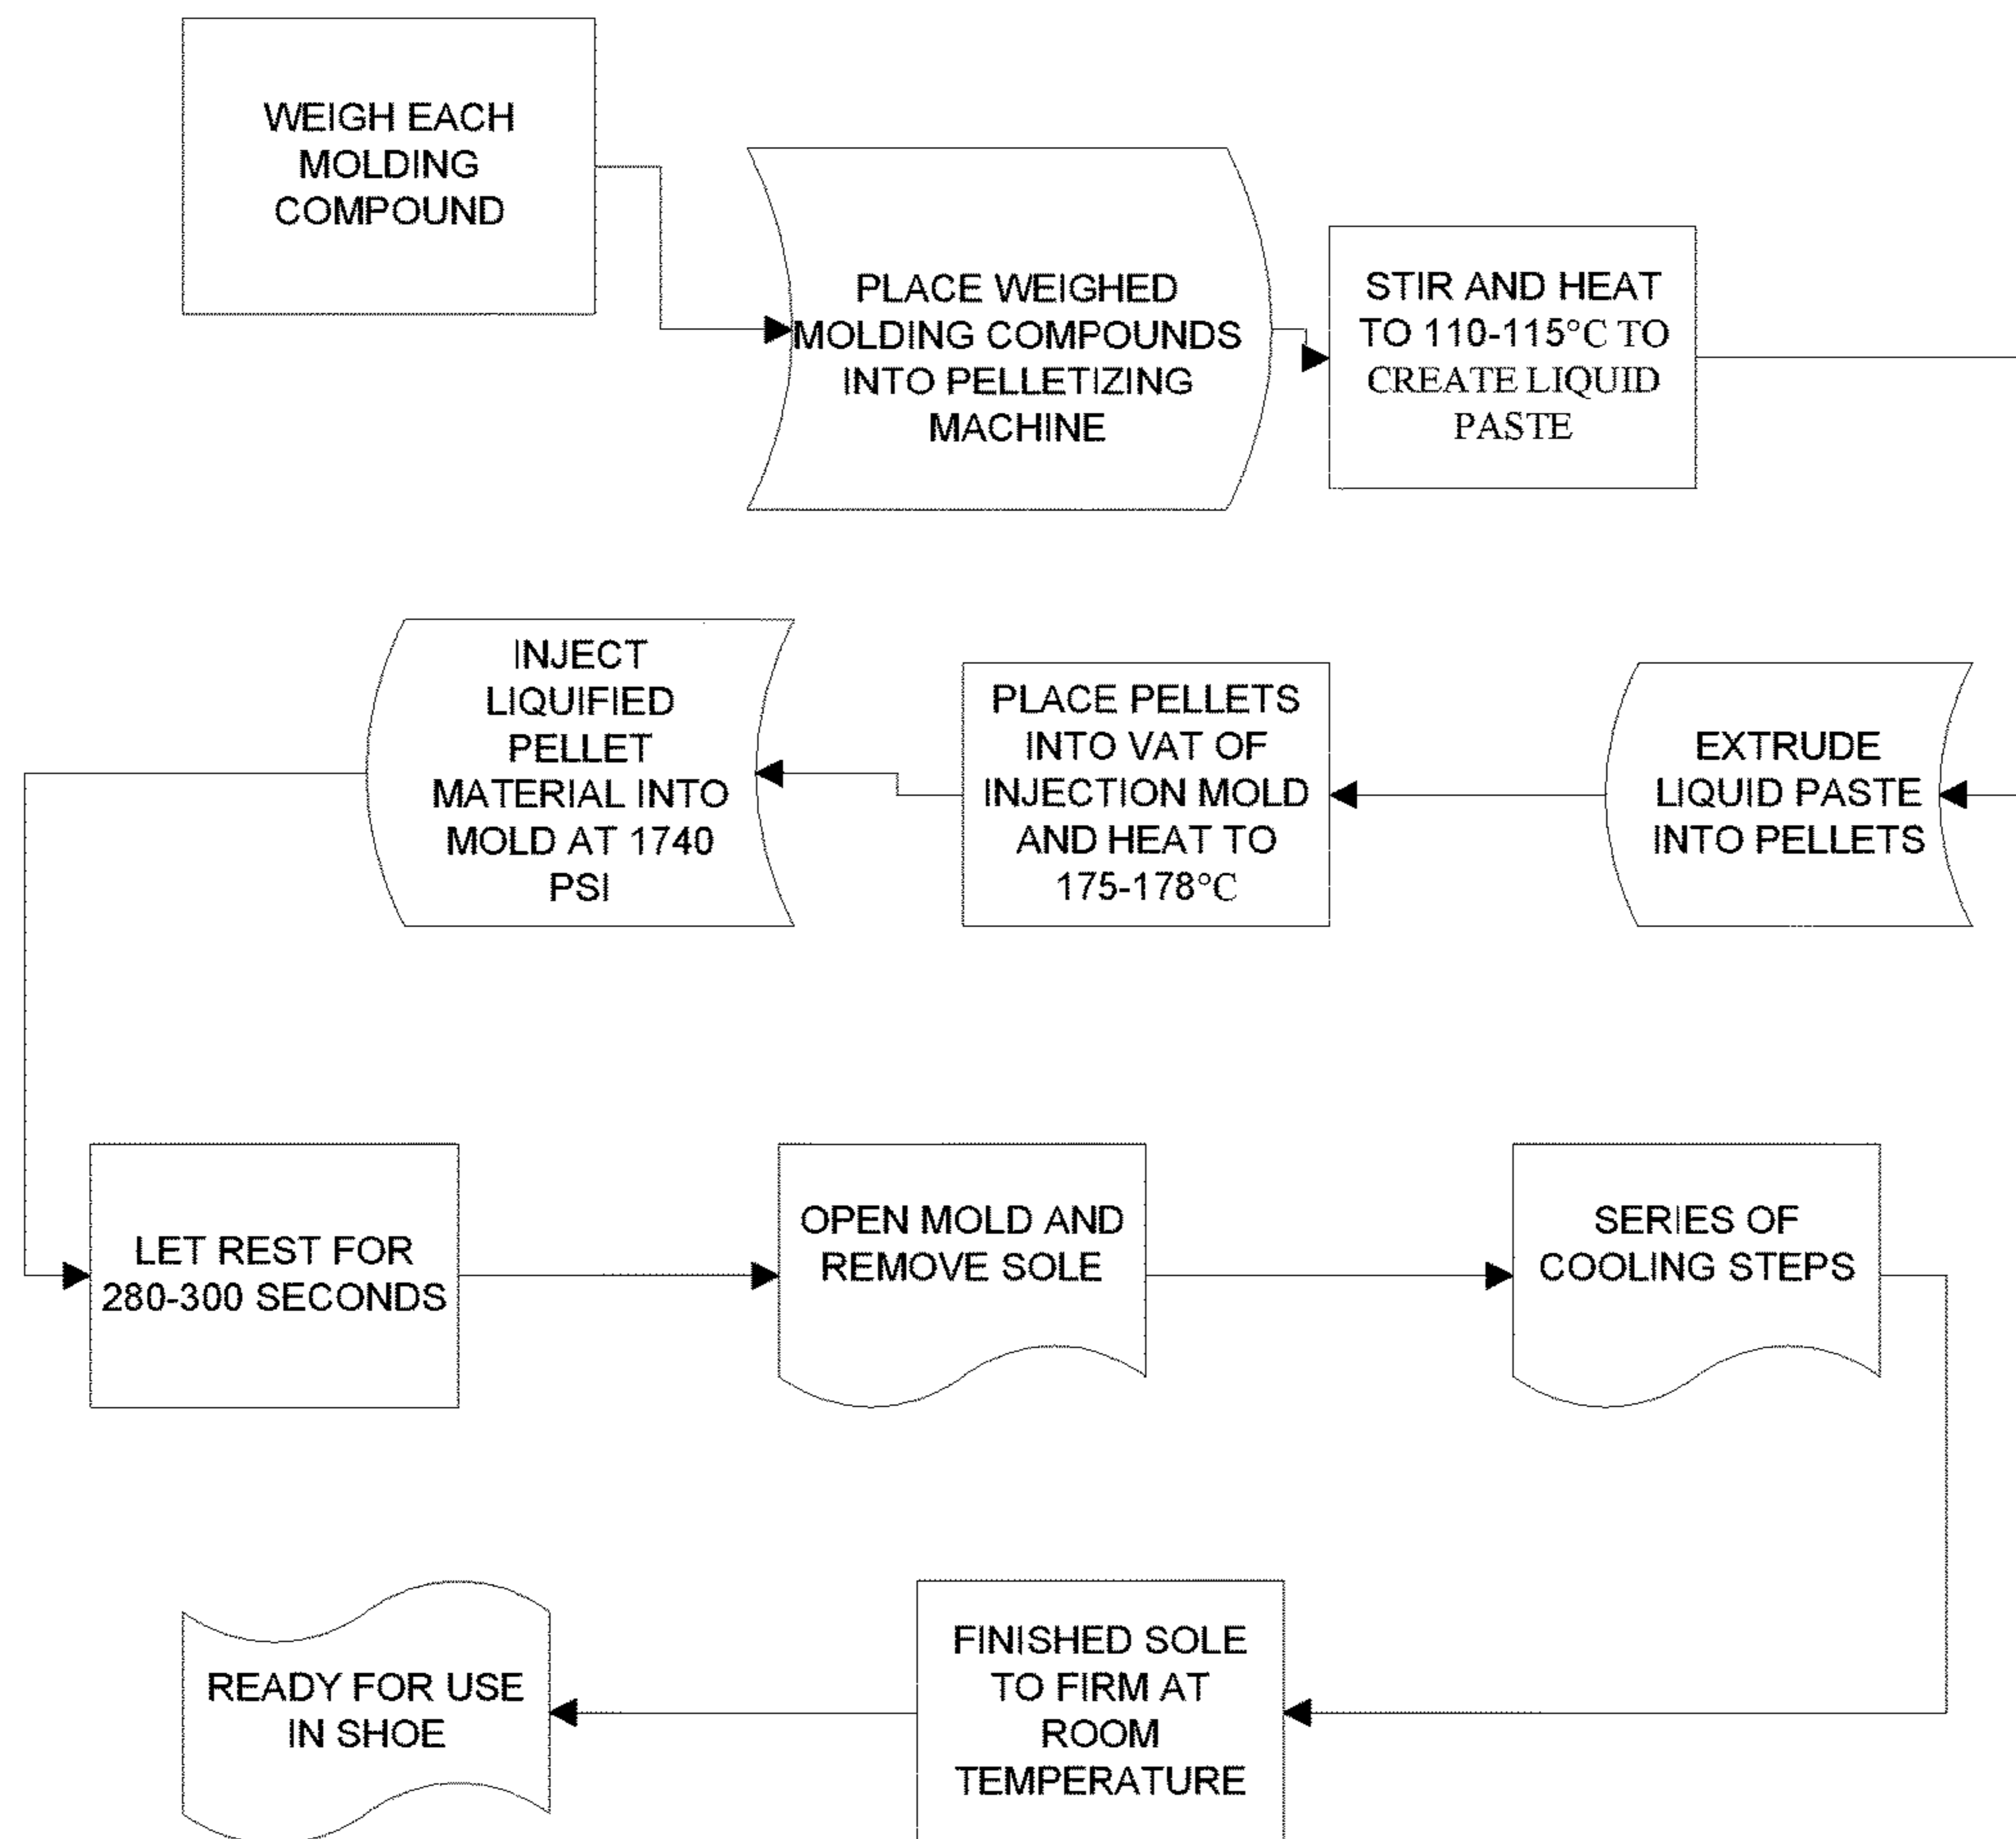 WEIGH EACH
MOLDING
COMPOUND
PLACE WEIGHED
MOLDING COMPOUNDS
INTO PELLETIZING
MACHINE
STIR AND HEAT
TO 110-115°C TO
CREATE LIQUID
PASTE
EXTRUDE
LIQUID PASTE
INTO PELLETS
PLACE PELLETS
INTO VAT OF
INJECTION MOLD
AND HEAT TO
175-178°C
INJECT
LIQUIFIED
PELLET
MATERIAL INTO
MOLD AT 1740
PSI
LET REST FOR
280-300 SECONDS
OPEN MOLD AND
REMOVE SOLE
SERIES OF
COOLING STEPS
FINISHED SOLE
TO FIRM AT
ROOM
TEMPERATURE
READY FOR USE
IN SHOE